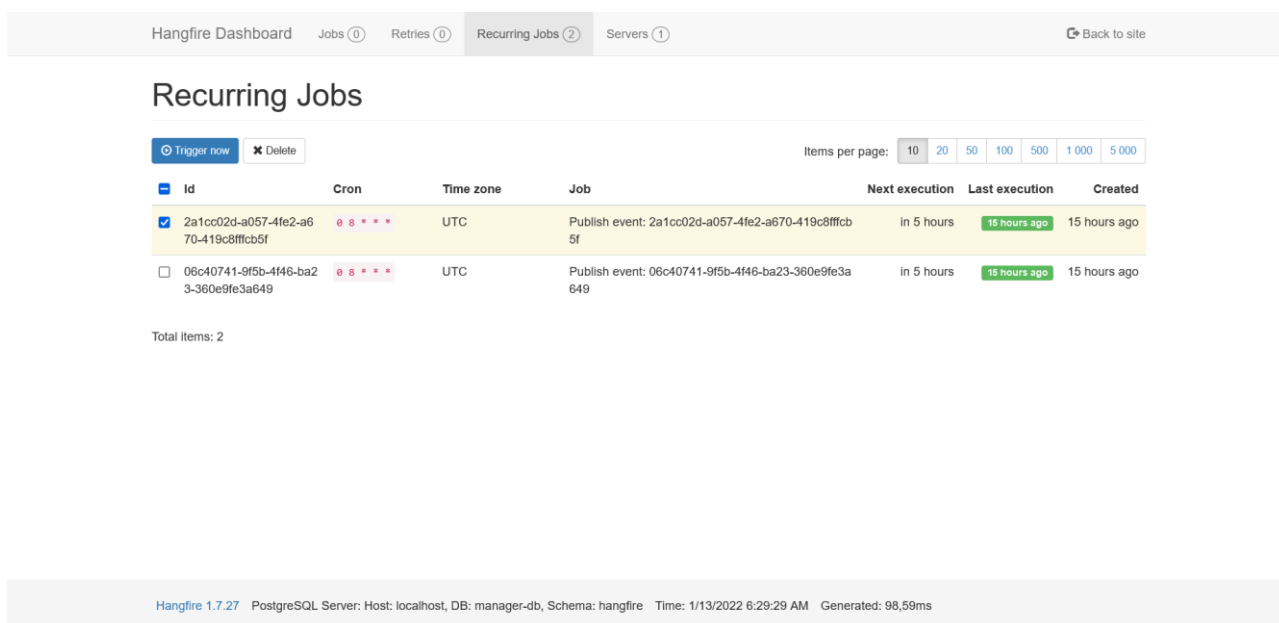 Hangfire Dashboard Jobs 0 Retries 0 Recurring Jobs 2 Servers 1 Back to site
Recurring Jobs
Trigger now Delete Items per page: 10 20 50 100 500 1 000 5 000
Id Cron Time zone Job Next execution Last execution Created
2a1cc02d-a057-4fe2-a6 0 8 * * * UTC Publish event: 2a1cc02d-a057-4fe2-a670-419c8fffcb in 5 hours 15 hours ago 15 hours ago
70-419c8fffcb5f 5f
06c40741-9f5b-4f46-ba2 0 8 * * * UTC Publish event: 06c40741-9f5b-4f46-ba23-360e9fe3a in 5 hours 15 hours ago 15 hours ago
3-360e9fe3a649 649
Total items: 2
Hangfire 1.7.27 PostgreSQL Server: Host: localhost, DB: manager-db, Schema: hangfire Time: 1/13/2022 6:29:29 AM Generated: 98,59ms